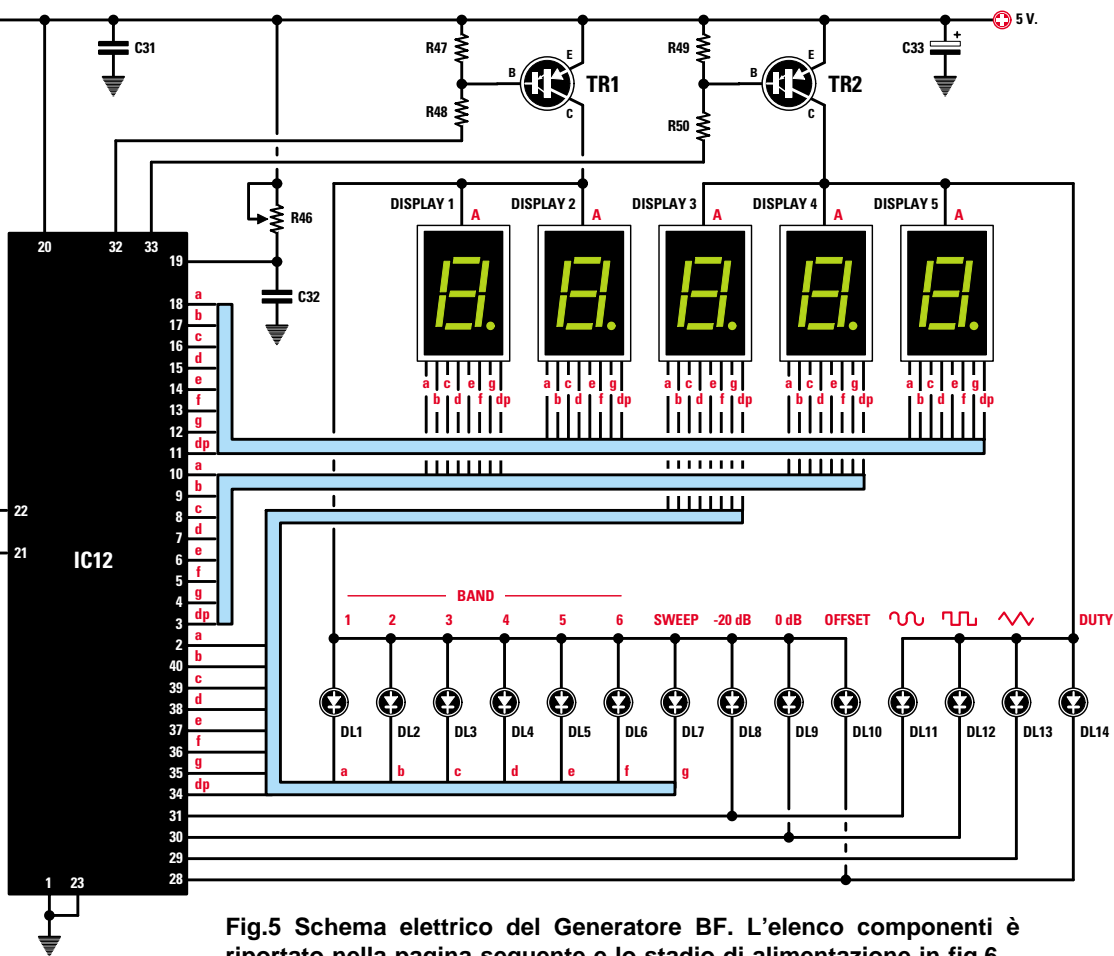 5 V.
C31
R47
E
B
TR1
C
R48
R49
E
B
TR2
C
R50
C33
+
R46
C32
DISPLAY 1
A
DISPLAY 2
A
DISPLAY 3
A
DISPLAY 4
A
DISPLAY 5
A
8.
8.
8.
8.
8.
a c e g
b d f dp
a c e g
b d f dp
a c e g
b d f dp
a c e g
b d f dp
a c e g
b d f dp
20 32 33
19
18 a
17 b
16 c
15 d
14 e
13 f
12 g
11 dp
10 a
9 b
8 c
7 d
6 e
5 f
4 g
3 dp
2 a
40 b
39 c
38 d
37 e
36 f
35 g
34 dp
31
30
29
28
22
21
IC12
1 23
BAND
1 2 3 4 5 6 SWEEP -20 dB 0 dB OFFSET DUTY
DL1 DL2 DL3 DL4 DL5 DL6 DL7 DL8 DL9 DL10 DL11 DL12 DL13 DL14
a b c d e f g
Fig.5 Schema elettrico del Generatore BF. L'elenco componenti è
riportato nella pagina seguente e lo stadio di alimentazione in fig.6.